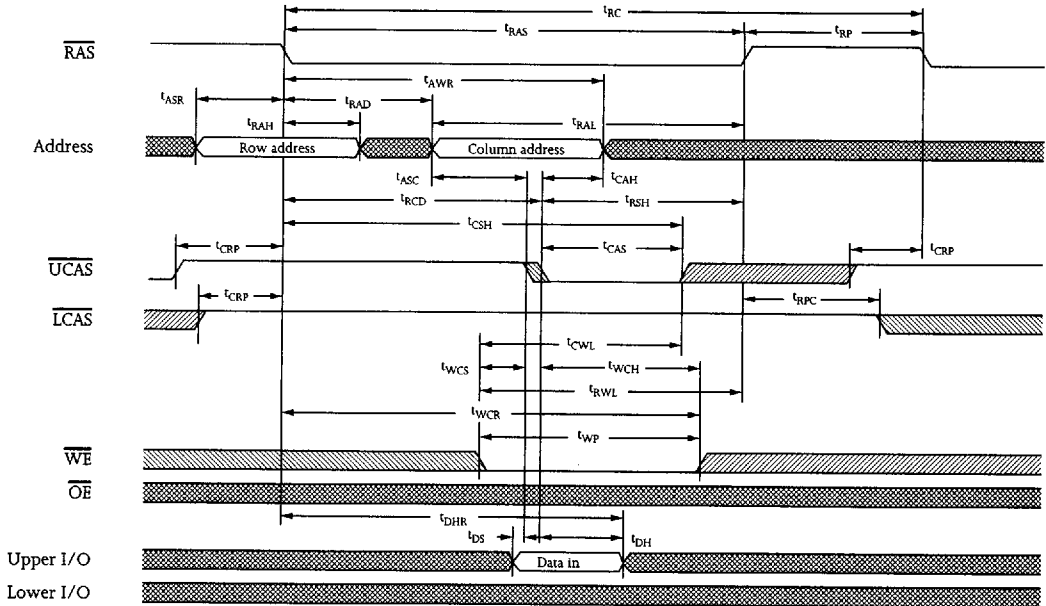 tRC
tRAS
tRP
RAS
tAWR
tASR
tRAD
tRAH
tRAL
Address
Row address
Column address
tASC
tCAH
tRCD
tRSH
tCSH
tCRP
tCAS
tCRP
UCAS
tCRP
tRPC
LCAS
tCWL
tWCS
tWCH
tRWL
tWCR
tWP
WE
OE
tDHR
tDS
tDH
Upper I/O
Data in
Lower I/O